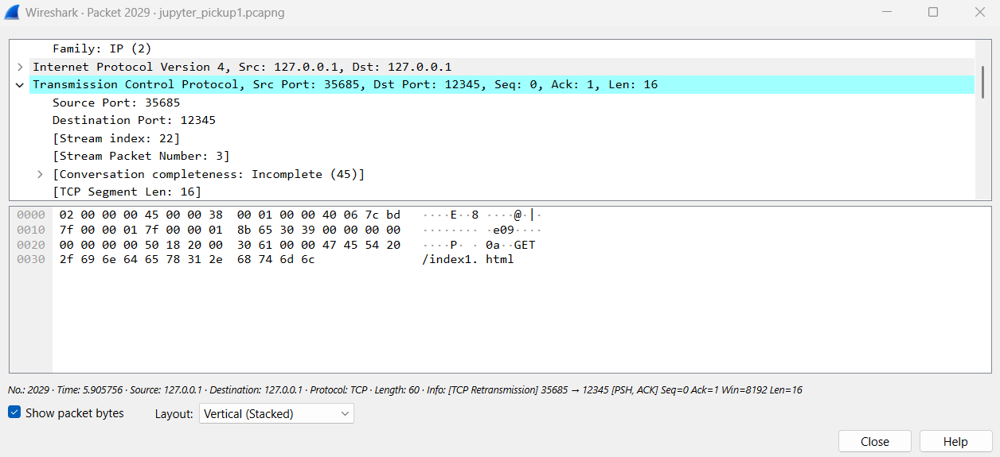 Wireshark · Packet 2029 · jupyter_pickup1.pcapng
Family: IP (2)
Internet Protocol Version 4, Src: 127.0.0.1, Dst: 127.0.0.1
Transmission Control Protocol, Src Port: 35685, Dst Port: 12345, Seq: 0, Ack: 1, Len: 16
Source Port: 35685
Destination Port: 12345
[Stream index: 22]
[Stream Packet Number: 3]
[Conversation completeness: Incomplete (45)]
[TCP Segment Len: 16]
0000 02 00 00 00 45 00 00 38 00 01 00 00 40 06 7c bd ····E··8 ····@·|·
0010 7f 00 00 01 7f 00 00 01 8b 65 30 39 00 00 00 00 ········ ·e09····
0020 00 00 00 00 50 18 20 00 30 61 00 00 47 45 54 20 ····P· · 0a··GET
0030 2f 69 6e 64 65 78 31 2e 68 74 6d 6c /index1. html
No.: 2029 · Time: 5.905756 · Source: 127.0.0.1 · Destination: 127.0.0.1 · Protocol: TCP · Length: 60 · Info: [TCP Retransmission] 35685 → 12345 [PSH, ACK] Seq=0 Ack=1 Win=8192 Len=16
Show packet bytes Layout: Vertical (Stacked)
Close Help